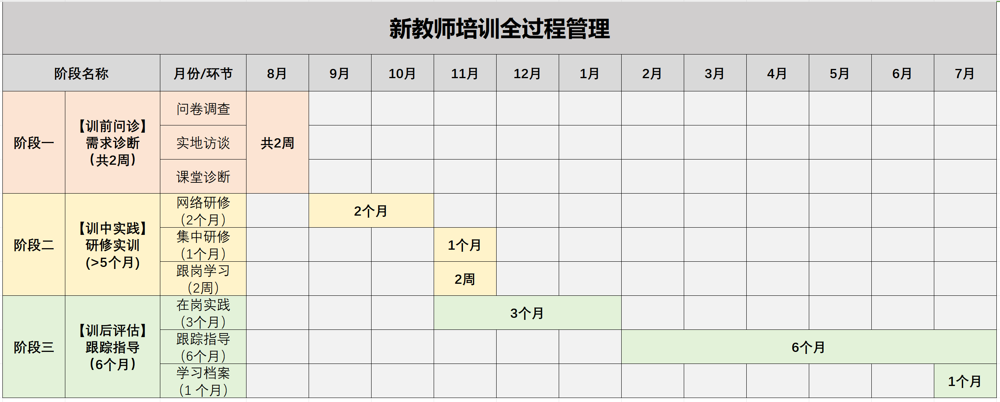 新教师培训全过程管理
阶段名称 月份/环节 8月 9月 10月 11月 12月 1月 2月 3月 4月 5月 6月 7月
阶段一
【训前问诊】
需求诊断
（共2周）
问卷调查
实地访谈
课堂诊断
共2周
阶段二
【训中实践】
研修实训
(>5个月)
网络研修
（2个月）
2个月
集中研修
（1个月）
1个月
跟岗学习
（2周）
2周
阶段三
【训后评估】
跟踪指导
（6个月）
在岗实践
（3个月）
3个月
跟踪指导
（6个月）
6个月
学习档案
（1 个月）
1个月